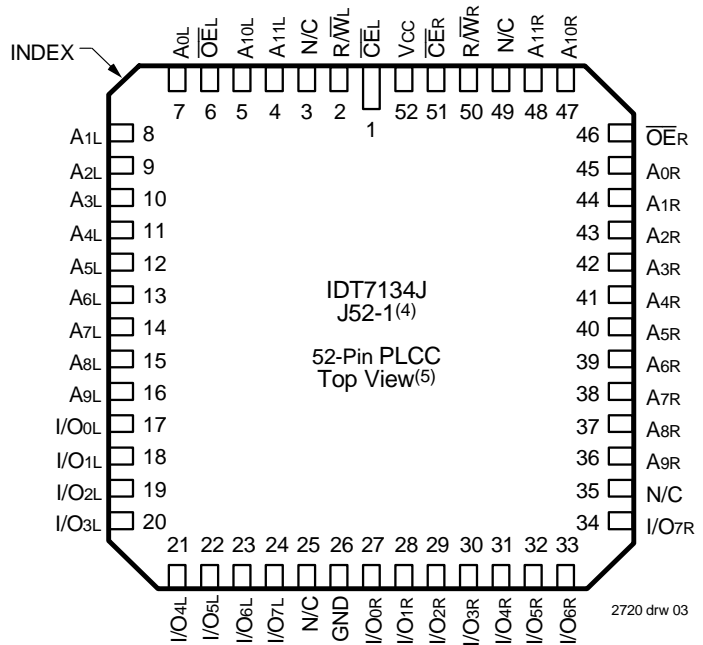 INDEX
A0L
OEL
A10L
A11L
N/C
R/WL
CEL
VCC
CER
R/WR
N/C
A11R
A10R
7 6 5 4 3 2 1 52 51 50 49 48 47
A1L 8
A2L 9
A3L 10
A4L 11
A5L 12
A6L 13
A7L 14
A8L 15
A9L 16
I/O0L 17
I/O1L 18
I/O2L 19
I/O3L 20
IDT7134J
J52-1(4)
52-Pin PLCC
Top View(5)
46 OER
45 A0R
44 A1R
43 A2R
42 A3R
41 A4R
40 A5R
39 A6R
38 A7R
37 A8R
36 A9R
35 N/C
34 I/O7R
21 22 23 24 25 26 27 28 29 30 31 32 33
I/O4L
I/O5L
I/O6L
I/O7L
N/C
GND
I/O0R
I/O1R
I/O2R
I/O3R
I/O4R
I/O5R
I/O6R
2720 drw 03